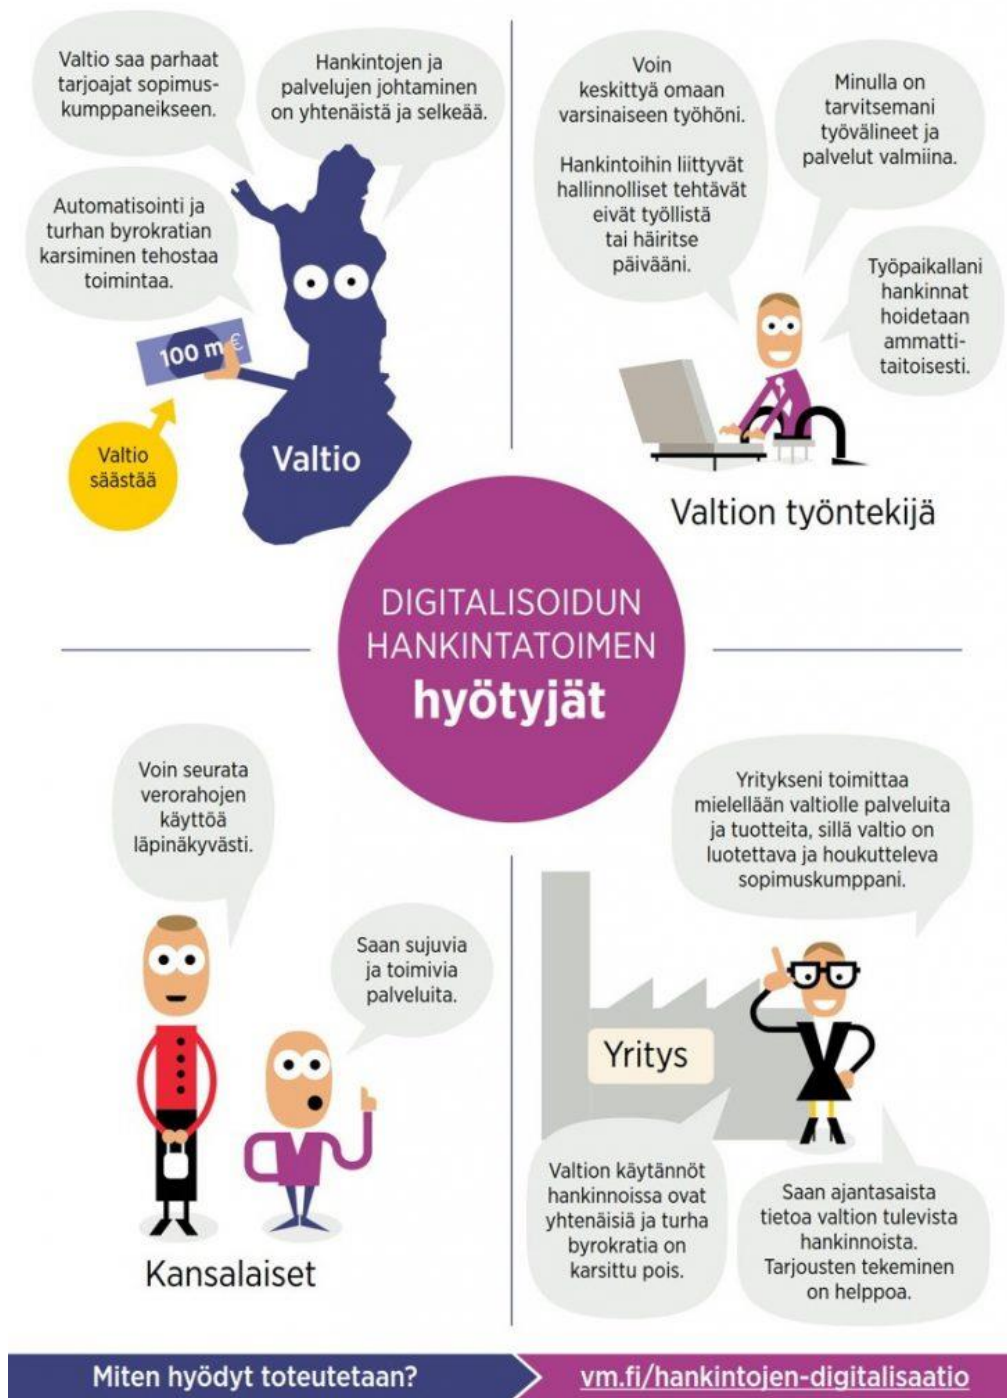 Valtio saa parhaat
tarjoajat sopimus-
kumppaneikseen.
Hankintojen ja
palvelujen johtaminen
on yhtenäistä ja selkeää.
Automatisointi ja
turhan byrokratian
karsiminen tehostaa
toimintaa.
100 m €
Valtio
säästää
Valtio
Voin
keskittyä omaan
varsinaiseen työhöni.
Hankintoihin liittyvät
hallinnolliset tehtävät
eivät työllistä
tai häiritse
päivääni.
Minulla on
tarvitsemani
työvälineet ja
palvelut valmiina.
Työpaikallani
hankinnat
hoidetaan
ammatti-
taitoisesti.
Valtion työntekijä
DIGITALISOIDUN
HANKINTATOIMEN
hyötyjät
Voin seurata
verorahojen
käyttöä
läpinäkyvästi.
Saan sujuvia
ja toimivia
palveluita.
Kansalaiset
Yritykseni toimittaa
mielellään valtiolle palveluita
ja tuotteita, sillä valtio on
luotettava ja houkutteleva
sopimuskumppani.
Yritys
Valtion käytännöt
hankinnoissa ovat
yhtenäisiä ja turha
byrokratia on
karsittu pois.
Saan ajantasaista
tietoa valtion tulevista
hankinnoista.
Tarjousten tekeminen
on helppoa.
Miten hyödyt toteutetaan?
vm.fi/hankintojen-digitalisaatio